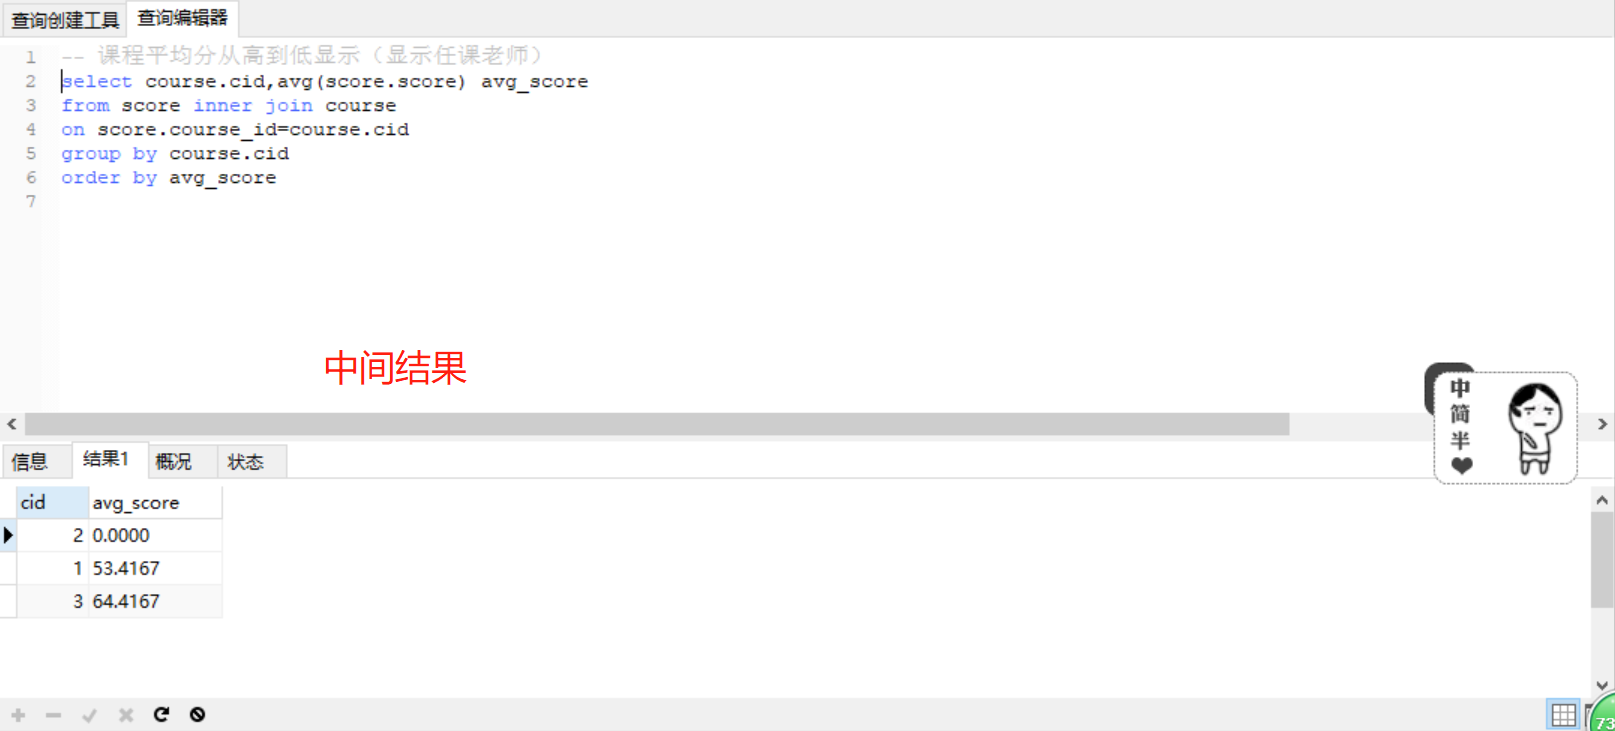 查询创建工具 查询编辑器
1 -- 课程平均分从高到低显示（显示任课老师）
2 select course.cid,avg(score.score) avg_score
3 from score inner join course
4 on score.course_id=course.cid
5 group by course.cid
6 order by avg_score
7
中间结果
中
简
半
信息 结果1 概况 状态
cid avg_score
2 0.0000
1 53.4167
3 64.4167
73